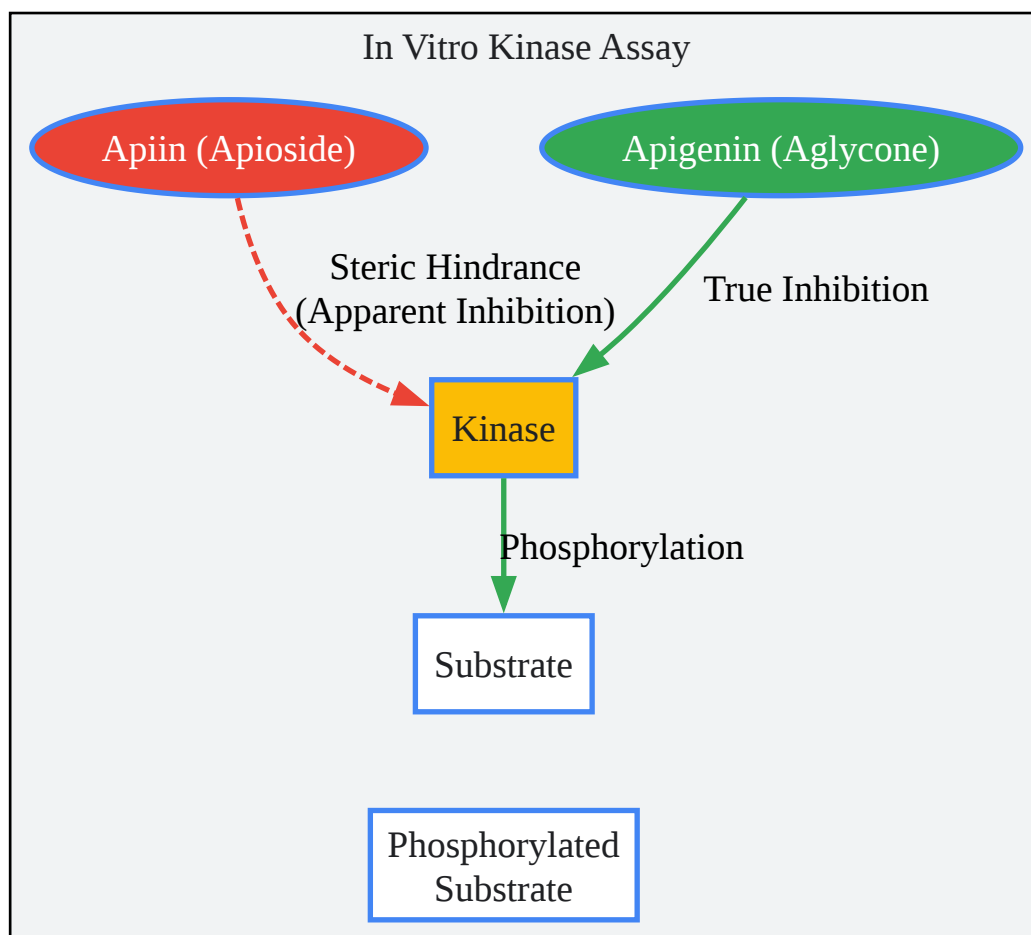 In Vitro Kinase Assay
Apiin (Apioside)
Apigenin (Aglycone)
Steric Hindrance
(Apparent Inhibition)
True Inhibition
Kinase
Phosphorylation
Substrate
Phosphorylated
Substrate